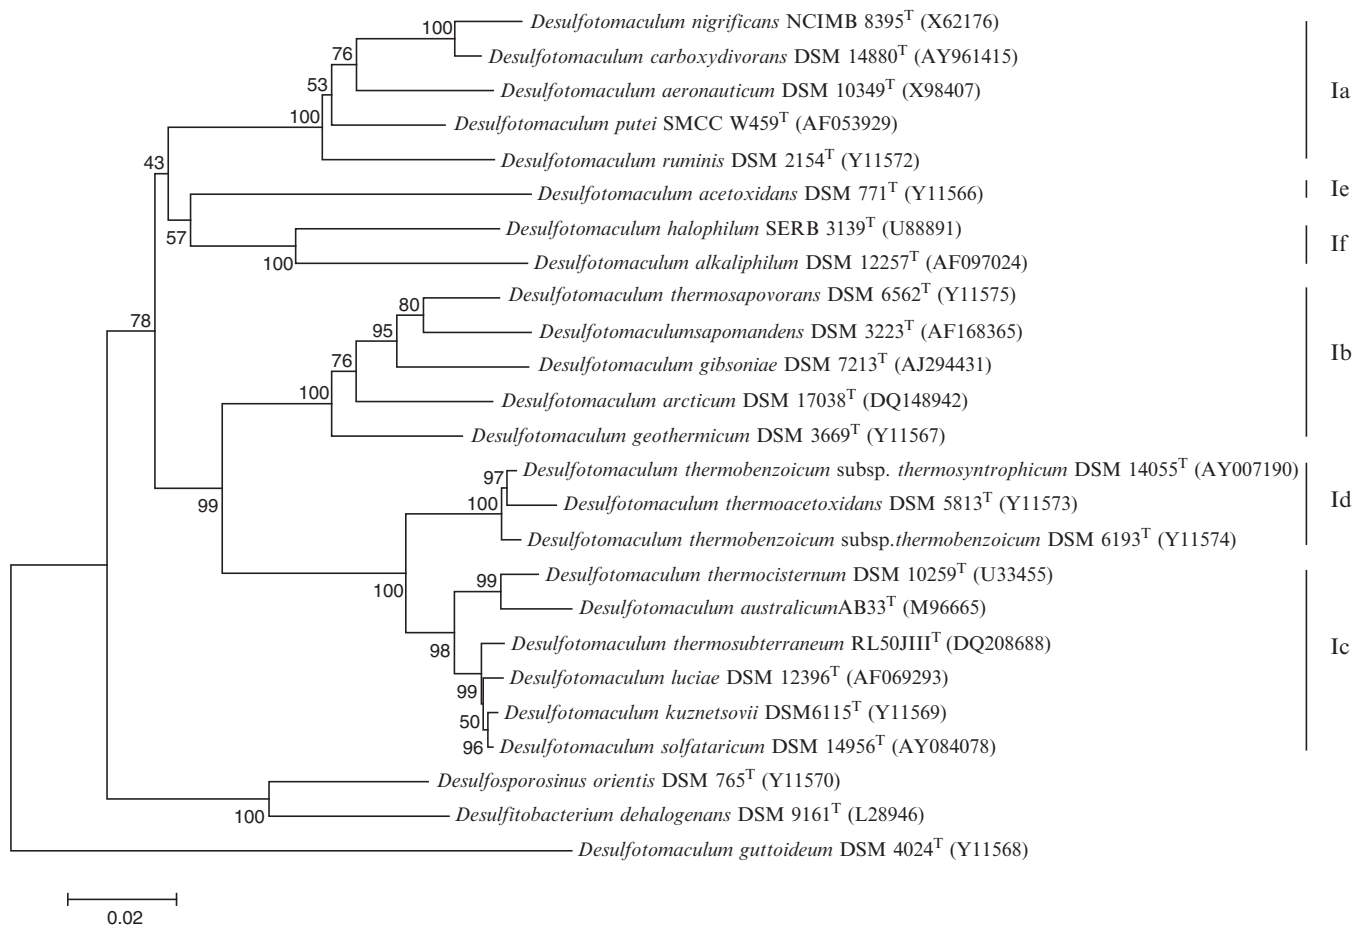 Desulfotomaculum nigrificans NCIMB 8395T (X62176)
100
Desulfotomaculum carboxydivorans DSM 14880T (AY961415)
76
Desulfotomaculum aeronauticum DSM 10349T (X98407)
Ia
53
Desulfotomaculum putei SMCC W459T (AF053929)
100
Desulfotomaculum ruminis DSM 2154T (Y11572)
43
Desulfotomaculum acetoxidans DSM 771T (Y11566)
Ie
Desulfotomaculum halophilum SERB 3139T (U88891)
57
If
Desulfotomaculum alkaliphilum DSM 12257T (AF097024)
100
Desulfotomaculum thermosapovorans DSM 6562T (Y11575)
80
78
Desulfotomaculumsapomandens DSM 3223T (AF168365)
95
Ib
Desulfotomaculum gibsoniae DSM 7213T (AJ294431)
76
100
Desulfotomaculum arcticum DSM 17038T (DQ148942)
Desulfotomaculum geothermicum DSM 3669T (Y11567)
Desulfotomaculum thermobenzoicum subsp. thermosyntrophicum DSM 14055T (AY007190)
97
99
100
Desulfotomaculum thermoacetoxidans DSM 5813T (Y11573)
Id
Desulfotomaculum thermobenzoicum subsp.thermobenzoicum DSM 6193T (Y11574)
Desulfotomaculum thermocisternum DSM 10259T (U33455)
99
100
Desulfotomaculum australicumAB33T (M96665)
Desulfotomaculum thermosubterraneum RL50JIIIT (DQ208688)
98
Ic
Desulfotomaculum luciae DSM 12396T (AF069293)
99
Desulfotomaculum kuznetsovii DSM6115T (Y11569)
50
Desulfotomaculum solfataricum DSM 14956T (AY084078)
96
Desulfosporosinus orientis DSM 765T (Y11570)
100
Desulfitobacterium dehalogenans DSM 9161T (L28946)
Desulfotomaculum guttoideum DSM 4024T (Y11568)
0.02